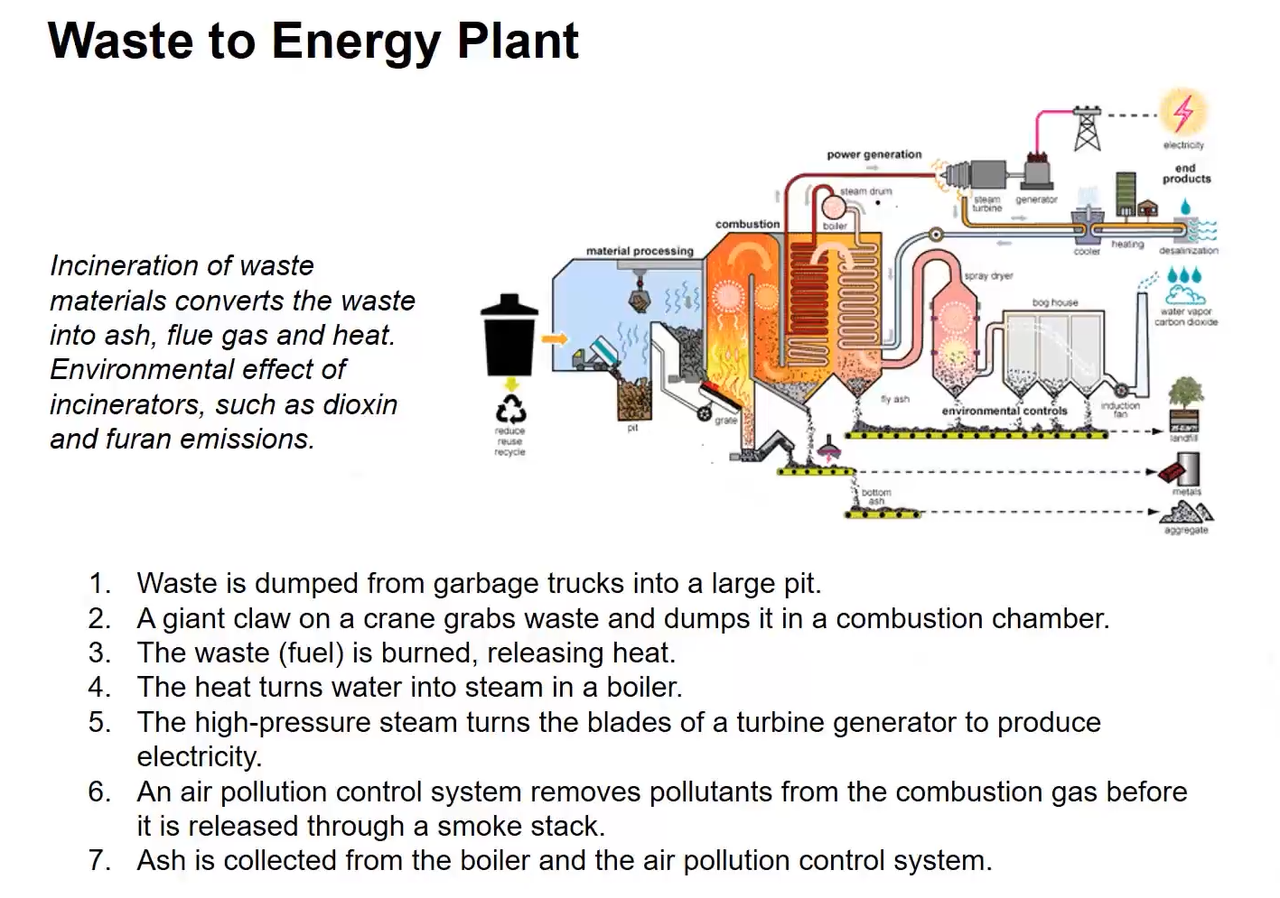 Waste to Energy Plant
Incineration of waste
materials converts the waste
into ash, flue gas and heat.
Environmental effect of
incinerators, such as dioxin
and furan emissions.
electricity
power generation
end
products
steam drum
steam
turbine
generator
combustion
boiler
material processing
cooler
heating
desalinization
spray dryer
bog house
water vapor
carbon dioxide
fly ash
environmental controls
induction
fan
grate
pit
reduce
reuse
recycle
landfill
bottom
ash
metals
aggregate
1. Waste is dumped from garbage trucks into a large pit.
2. A giant claw on a crane grabs waste and dumps it in a combustion chamber.
3. The waste (fuel) is burned, releasing heat.
4. The heat turns water into steam in a boiler.
5. The high-pressure steam turns the blades of a turbine generator to produce
electricity.
6. An air pollution control system removes pollutants from the combustion gas before
it is released through a smoke stack.
7. Ash is collected from the boiler and the air pollution control system.